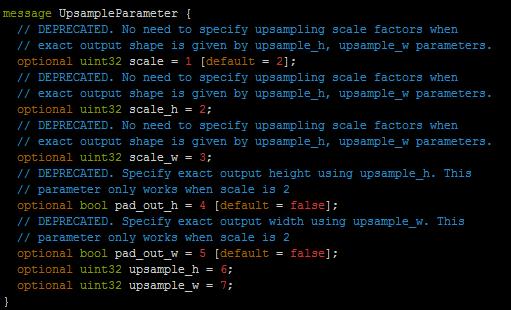 message UpsampleParameter {
// DEPRECATED. No need to specify upsampling scale factors when
// exact output shape is given by upsample_h, upsample_w parameters.
optional uint32 scale = 1 [default = 2];
// DEPRECATED. No need to specify upsampling scale factors when
// exact output shape is given by upsample_h, upsample_w parameters.
optional uint32 scale_h = 2;
// DEPRECATED. No need to specify upsampling scale factors when
// exact output shape is given by upsample_h, upsample_w parameters.
optional uint32 scale_w = 3;
// DEPRECATED. Specify exact output height using upsample_h. This
// parameter only works when scale is 2
optional bool pad_out_h = 4 [default = false];
// DEPRECATED. Specify exact output width using upsample_w. This
// parameter only works when scale is 2
optional bool pad_out_w = 5 [default = false];
optional uint32 upsample_h = 6;
optional uint32 upsample_w = 7;
}